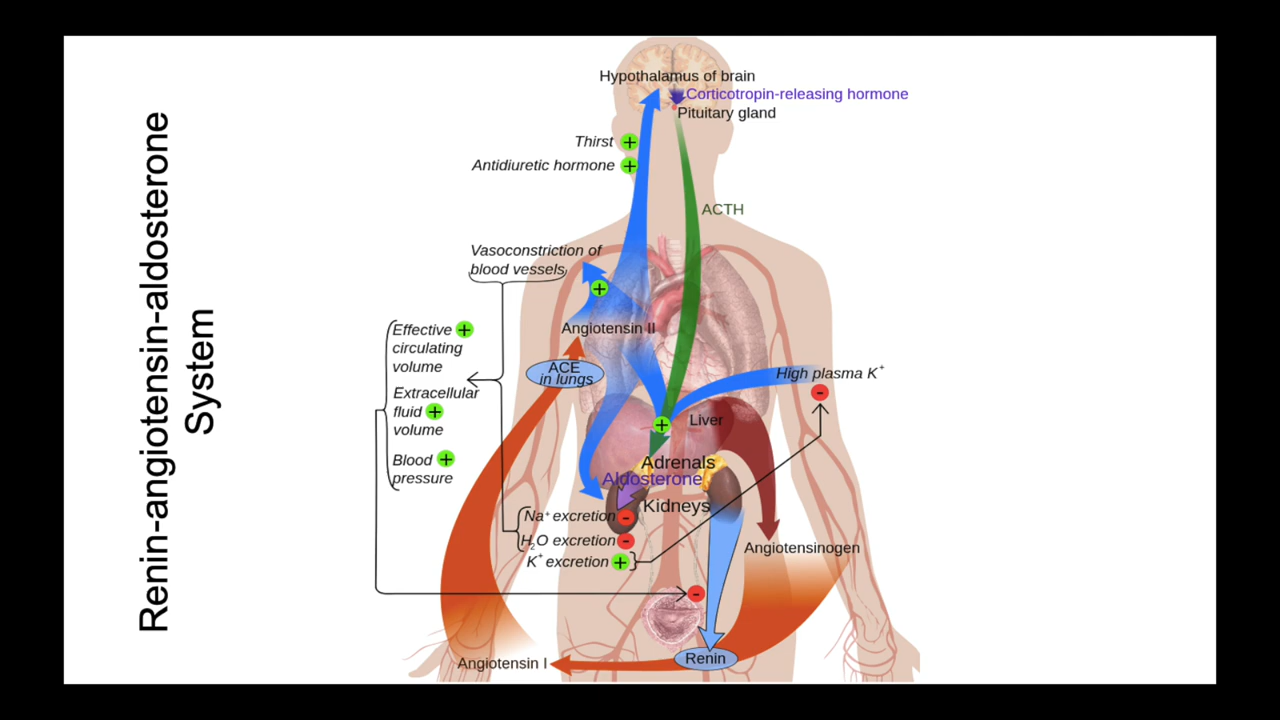 Renin-angiotensin-aldosterone
System
Hypothalamus of brain
Corticotropin-releasing hormone
Pituitary gland
Thirst +
Antidiuretic hormone +
ACTH
Vasoconstriction of
blood vessels
+
Angiotensin II
Effective +
circulating
volume
Extracellular
fluid +
volume
Blood +
pressure
ACE
in lungs
High plasma K⁺
-
+
Liver
Adrenals
Aldosterone
Kidneys
Na⁺ excretion -
H₂O excretion -
K⁺ excretion +
Angiotensinogen
-
Renin
Angiotensin I